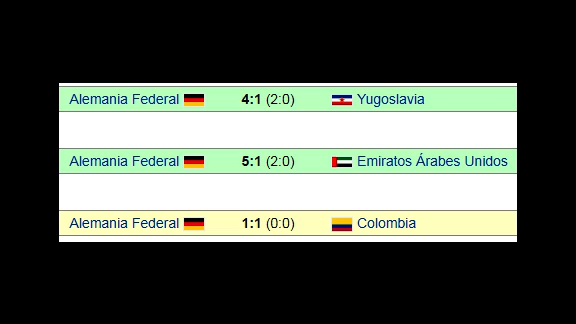 Alemania Federal 4:1 (2:0) Yugoslavia
Alemania Federal 5:1 (2:0) Emiratos Árabes Unidos
Alemania Federal 1:1 (0:0) Colombia